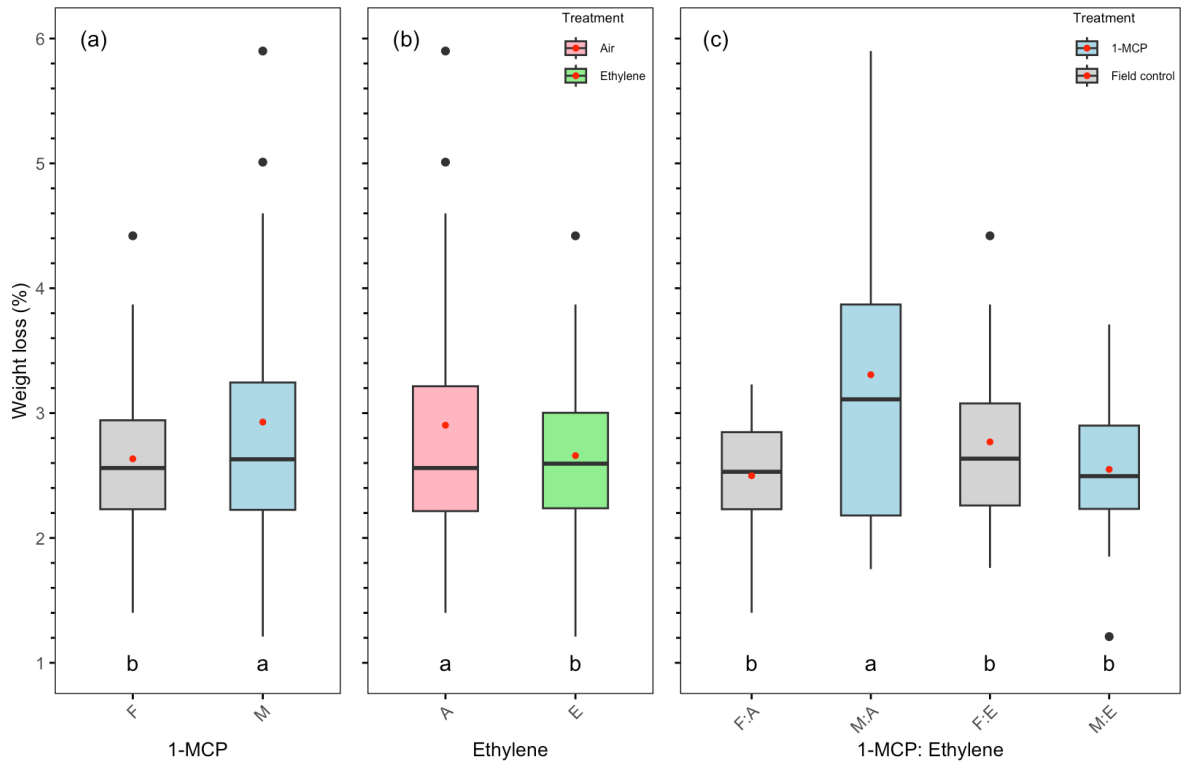 Weight loss (%)
6
5
4
3
2
1
(a)
b
a
F
M
1-MCP
(b)
Treatment
Air
Ethylene
a
b
A
E
Ethylene
(c)
Treatment
1-MCP
Field control
b
a
b
b
F:A
M:A
F:E
M:E
1-MCP: Ethylene